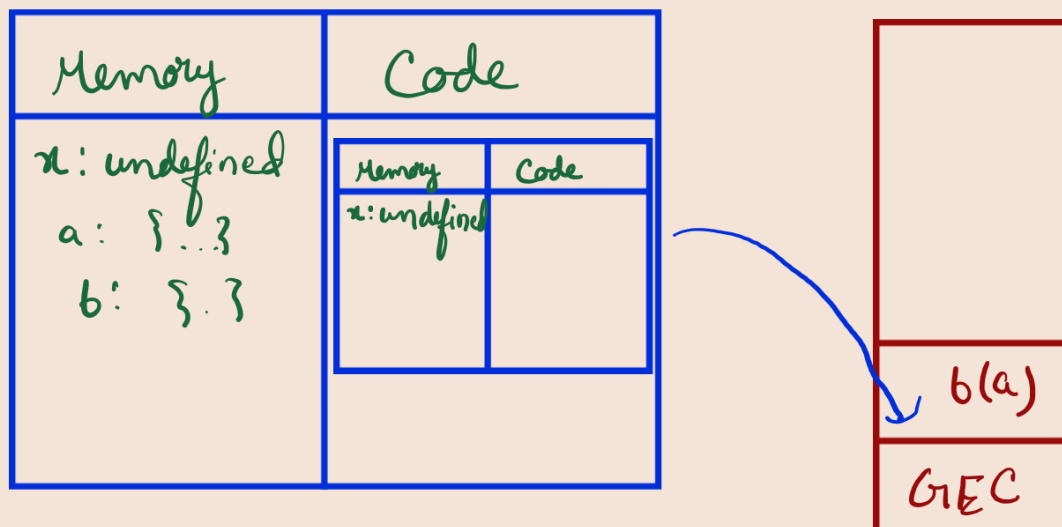 Memory Code
x: undefined
a: {...}
b: {.}
Memory Code
x: undefined
b(a)
GEC